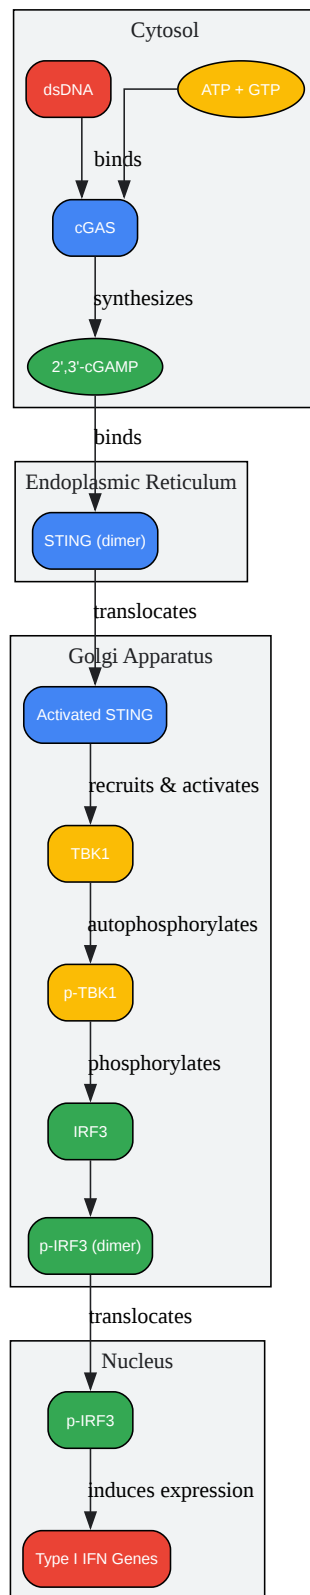 Cytosol
dsDNA
ATP + GTP
binds
cGAS
synthesizes
2',3'-cGAMP
binds
Endoplasmic Reticulum
STING (dimer)
translocates
Golgi Apparatus
Activated STING
recruits & activates
TBK1
autophosphorylates
p-TBK1
phosphorylates
IRF3
p-IRF3 (dimer)
translocates
Nucleus
p-IRF3
induces expression
Type I IFN Genes